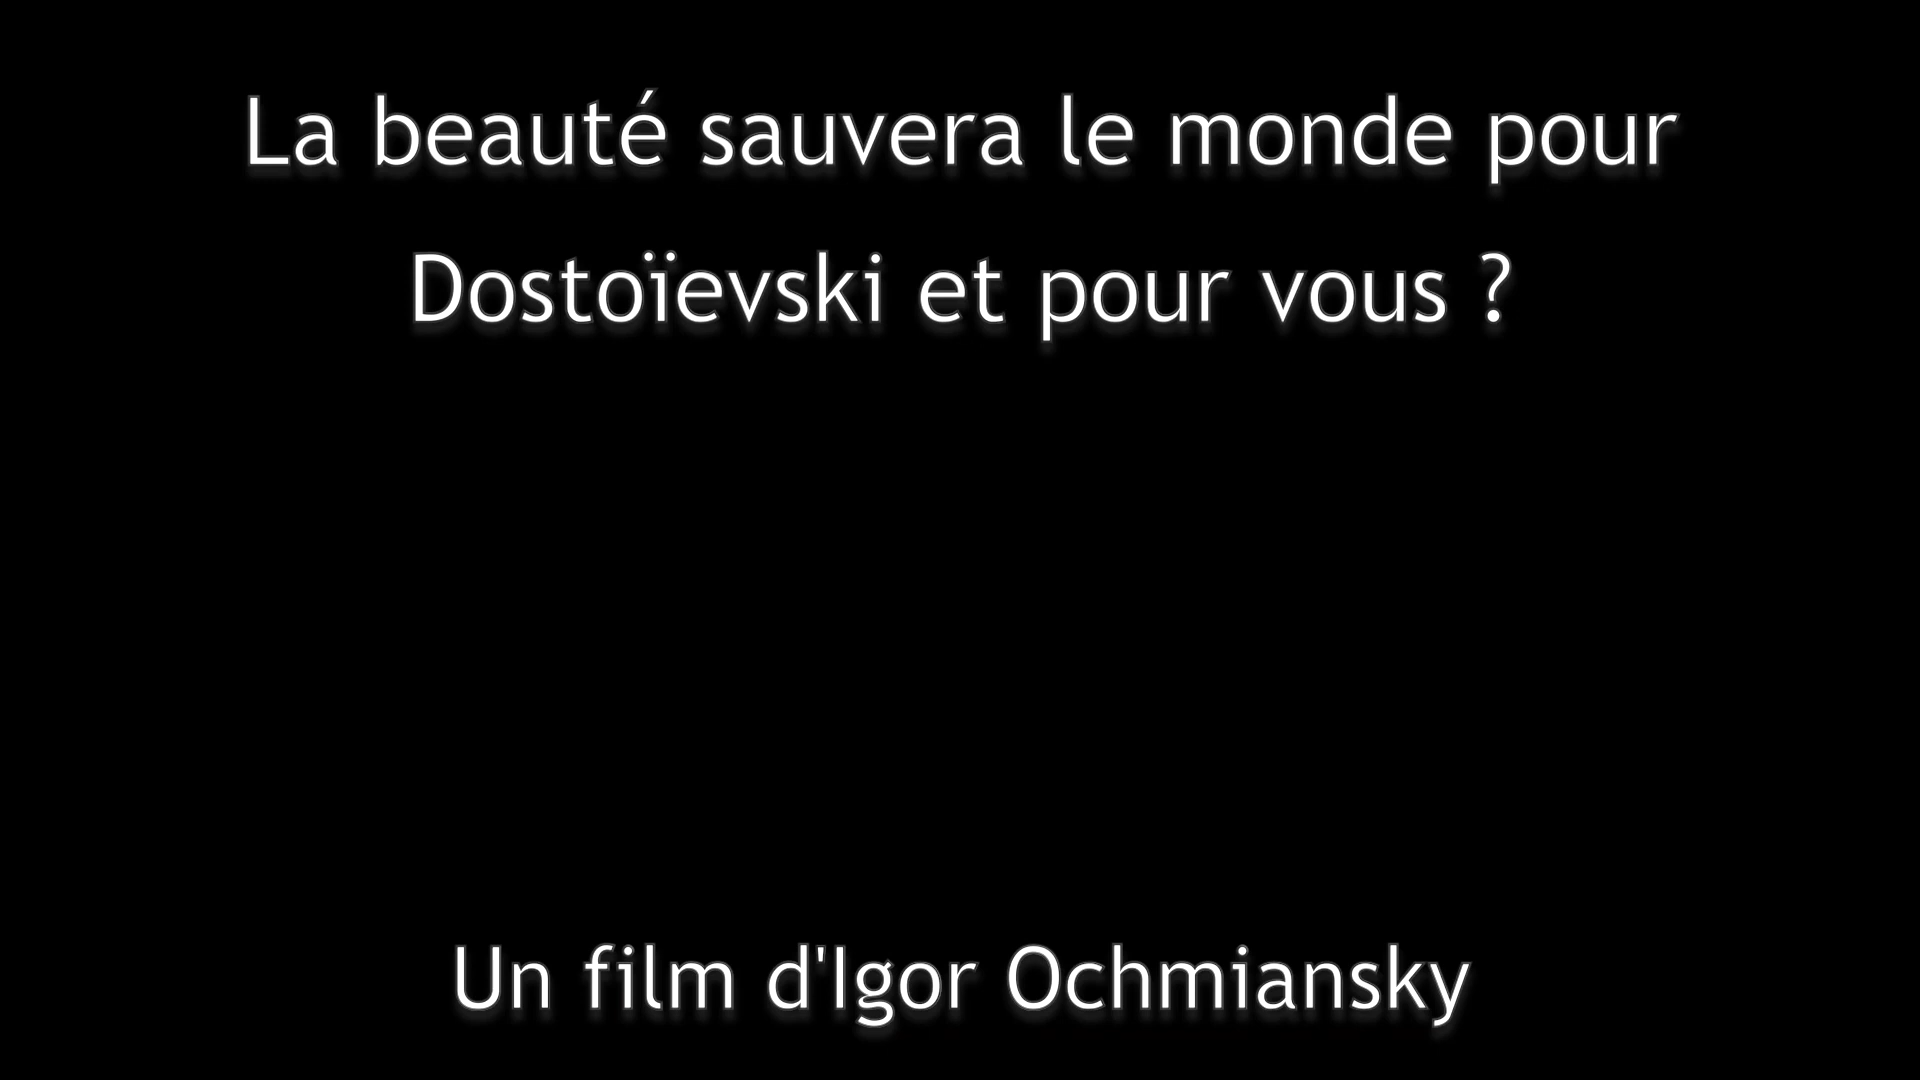 La beauté sauvera le monde pour
Dostoïevski et pour vous ?
Un film d'Igor Ochmiansky